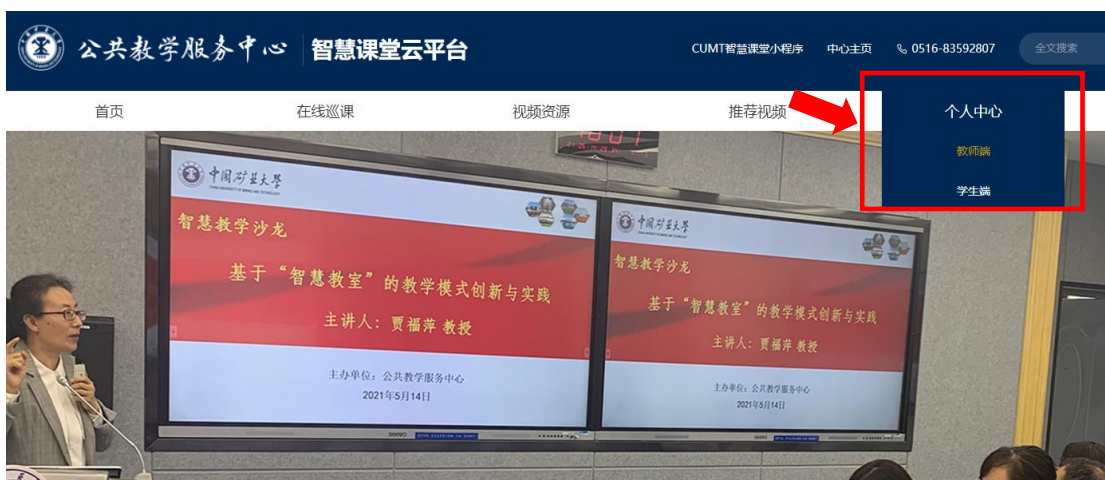 公共教学服务中心 智慧课堂云平台
CUMT智慧课堂小程序 中心主页 0516-83592807 全文搜索
首页 在线巡课 视频资源 推荐视频 个人中心
教师端
学生端
中国矿业大学
智慧教学沙龙
基于“智慧教室”的教学模式创新与实践
主讲人：贾福萍 教授
主办单位：公共教学服务中心
2021年5月14日
中国矿业大学
智慧教学沙龙
基于“智慧教室”的教学模式创新与实践
主讲人：贾福萍 教授
主办单位：公共教学服务中心
2021年5月14日